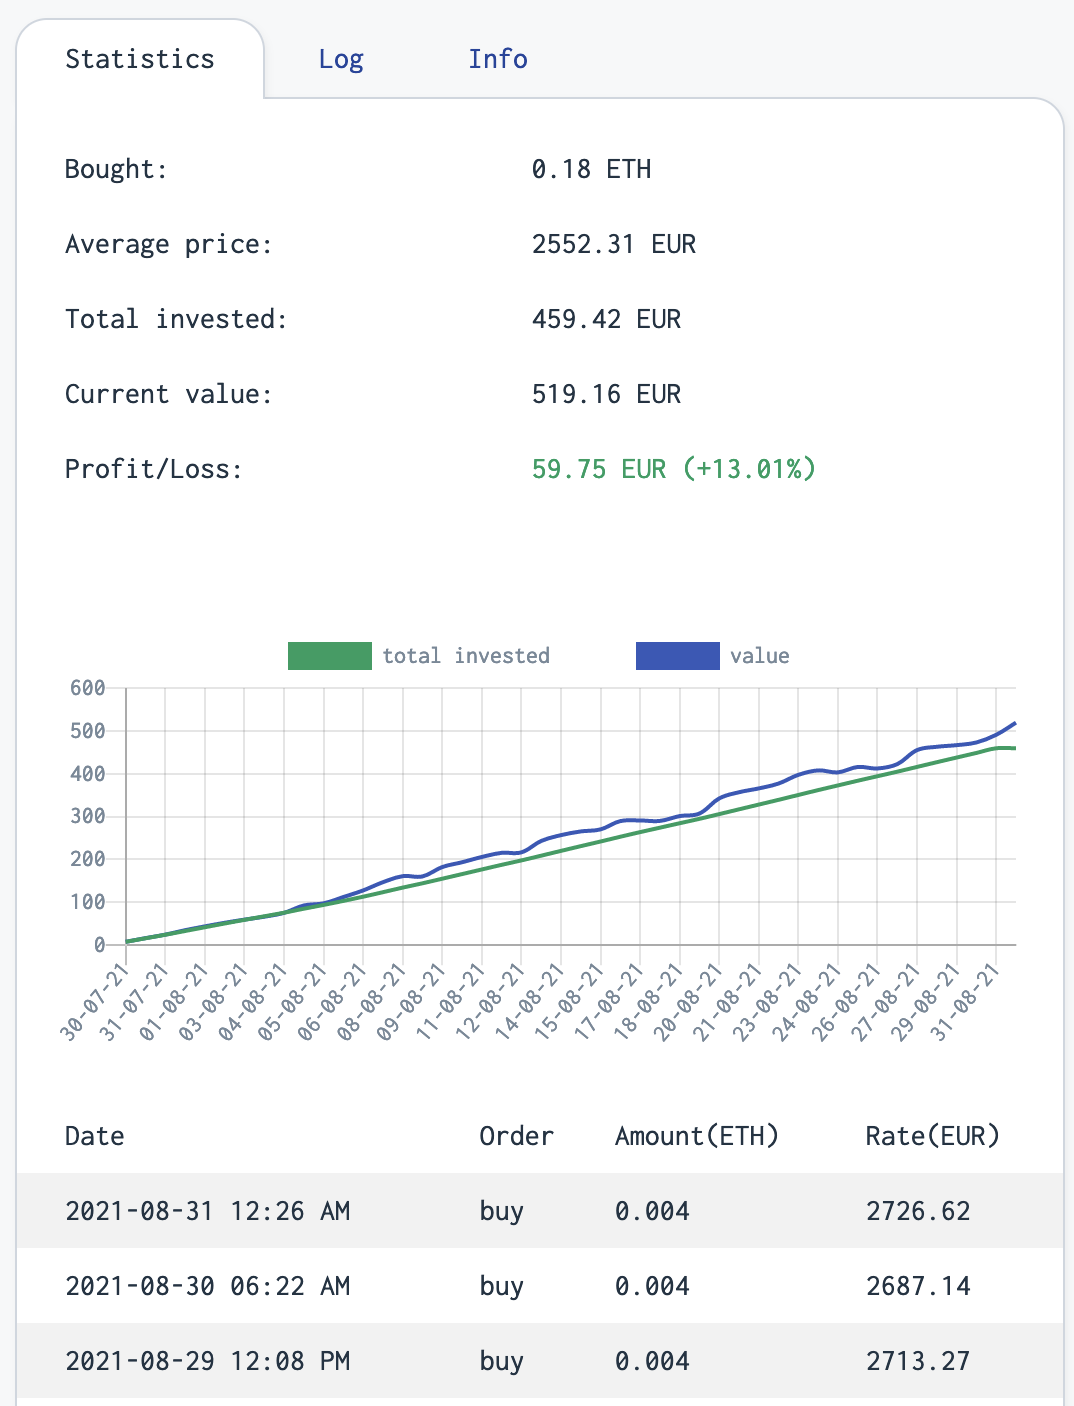 Statistics Log Info
Bought: 0.18 ETH
Average price: 2552.31 EUR
Total invested: 459.42 EUR
Current value: 519.16 EUR
Profit/Loss: 59.75 EUR (+13.01%)
total invested value
600
500
400
300
200
100
0
30-07-21 31-07-21 01-08-21 03-08-21 04-08-21 05-08-21 06-08-21 08-08-21 09-08-21 11-08-21 12-08-21 14-08-21 15-08-21 17-08-21 18-08-21 20-08-21 21-08-21 23-08-21 24-08-21 26-08-21 27-08-21 29-08-21 31-08-21
Date Order Amount(ETH) Rate(EUR)
2021-08-31 12:26 AM buy 0.004 2726.62
2021-08-30 06:22 AM buy 0.004 2687.14
2021-08-29 12:08 PM buy 0.004 2713.27